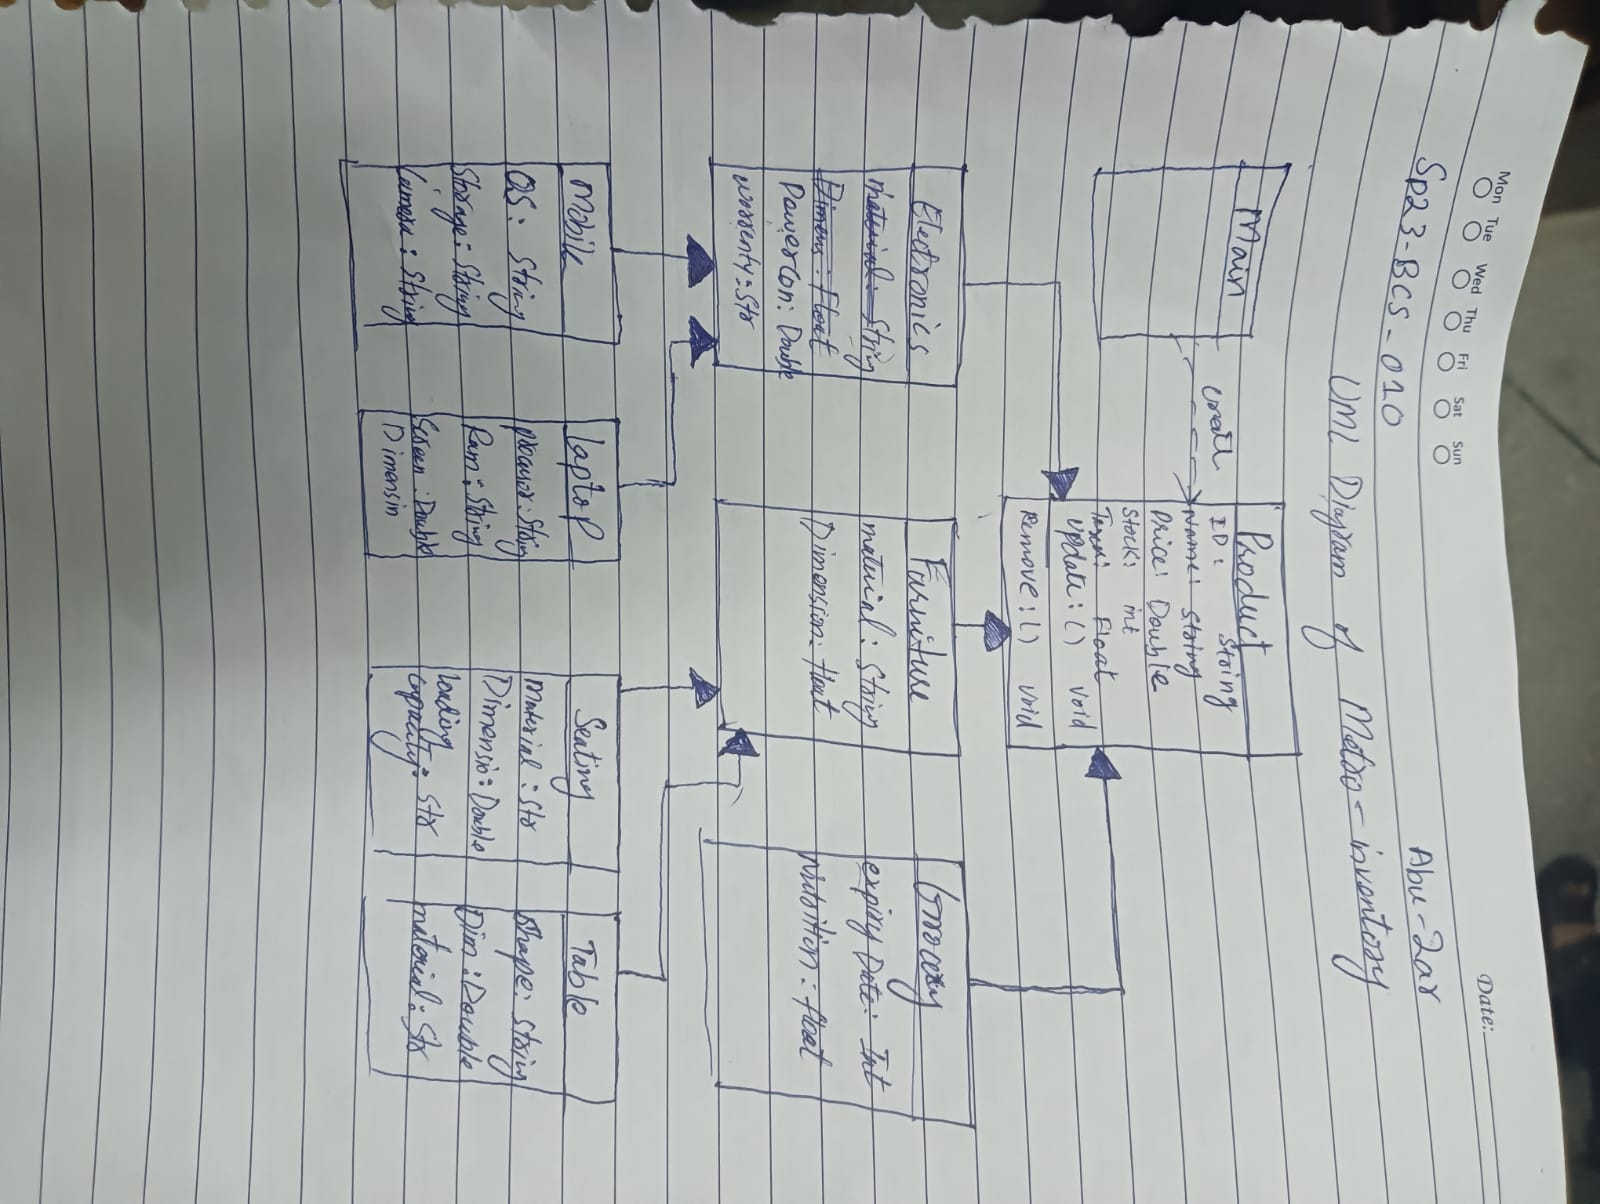 Mon Tue Wed Thu Fri Sat Sun
Date:
Sp23-BCS-010
Abu-Zar
UML Diagram of Metro-inventory
Main
Product
ID: String
Name: String
Price: Double
Stock: int
Float
update:() void
Remove:() void
Electronics
material: String
Dimens: Float
PowerCon: Double
worrenty:Str
Furniture
material: String
Dimension: float
Grocery
expiry Date: Int
Nutrition: float
Mobile
OS: String
Storage: String
Camera: String
Laptop
String
Ram: String
Screen: Double
Dimensin
Seating
Material: Str
Dimensio: Double
loading
capacity: Str
Table
Shape: String
Dim: Double
material: Str